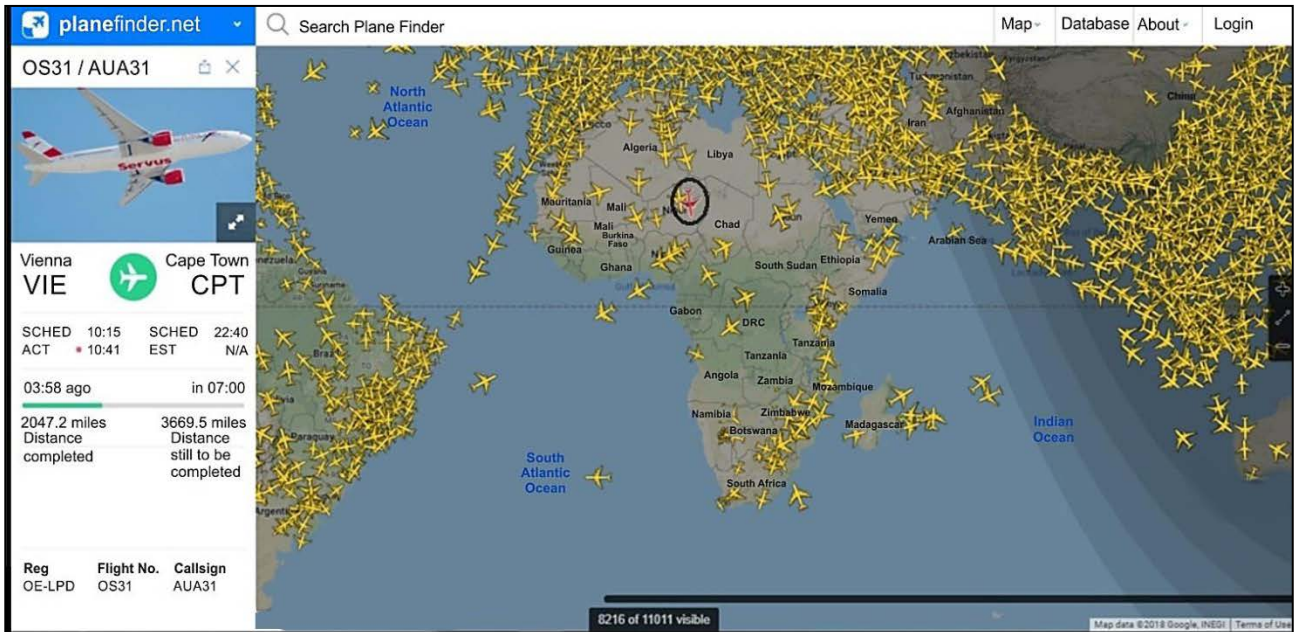 planefinder.net
Search Plane Finder
Map
Database
About
Login
OS31 / AUA31
Servus
Vienna
VIE
Cape Town
CPT
SCHED 10:15 SCHED 22:40
ACT 10:41 EST N/A
03:58 ago in 07:00
2047.2 miles
Distance
completed
3669.5 miles
Distance
still to be
completed
Reg Flight No. Callsign
OE-LPD OS31 AUA31
North
Atlantic
Ocean
Turkmenistan
Afghanistan
Iran
China
Algeria
Libya
Mauritania
Mali
Mali
Burkina
Faso
Chad
Yemen
Arabian Sea
Guinea
Ghana
South Sudan
Ethiopia
Somalia
Gabon
DRC
Tanzania
Tanzania
Angola
Zambia
Mozambique
Namibia
Zimbabwe
Botswana
Madagascar
South Africa
Paraguay
South
Atlantic
Ocean
Indian
Ocean
8216 of 11011 visible
Map data ©2018 Google, INEGI
Terms of Use